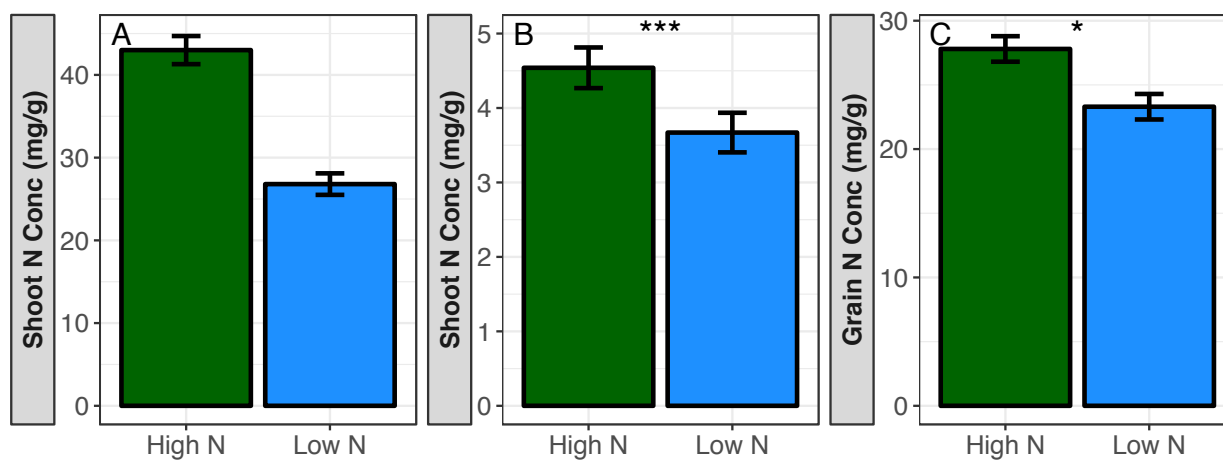 A
Shoot N Conc (mg/g)
40
30
20
10
0
High N
Low N
B
***
Shoot N Conc (mg/g)
5
4
3
2
1
0
High N
Low N
C
*
Grain N Conc (mg/g)
30
20
10
0
High N
Low N